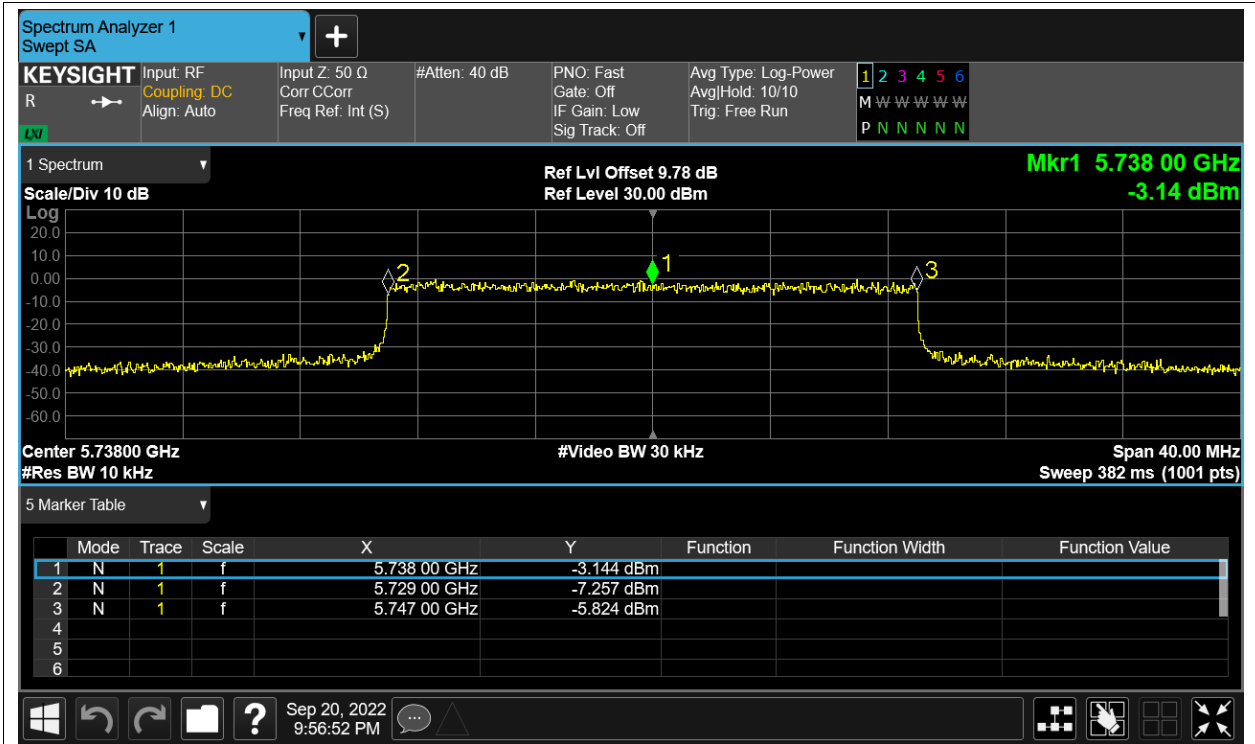 Spectrum Analyzer 1
Swept SA
+
KEYSIGHT
R
LXI
Input: RF
Coupling: DC
Align: Auto
Input Z: 50 Ω
Corr CCorr
Freq Ref: Int (S)
#Atten: 40 dB
PNO: Fast
Gate: Off
IF Gain: Low
Sig Track: Off
Avg Type: Log-Power
Avg|Hold: 10/10
Trig: Free Run
1 2 3 4 5 6
M W W W W W
P N N N N N
1 Spectrum
Scale/Div 10 dB
Ref Lvl Offset 9.78 dB
Ref Level 30.00 dBm
Mkr1 5.738 00 GHz
-3.14 dBm
Log
20.0
10.0
0.00
-10.0
-20.0
-30.0
-40.0
-50.0
-60.0
2
1
3
Center 5.73800 GHz
#Video BW 30 kHz
Span 40.00 MHz
#Res BW 10 kHz
Sweep 382 ms (1001 pts)
5 Marker Table
Mode Trace Scale X Y Function Function Width Function Value
1 N 1 f 5.738 00 GHz -3.144 dBm
2 N 1 f 5.729 00 GHz -7.257 dBm
3 N 1 f 5.747 00 GHz -5.824 dBm
4
5
6
?
Sep 20, 2022
9:56:52 PM